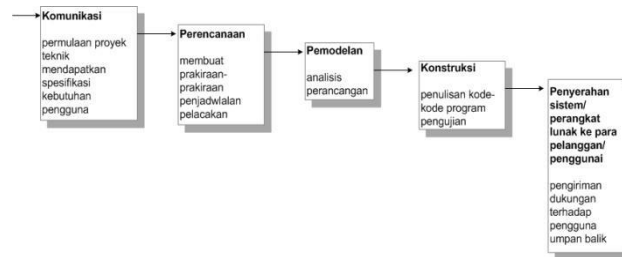 Komunikasi
permulaan proyek
teknik
mendapatkan
spesifikasi
kebutuhan
pengguna
Perencanaan
membuat
prakiraan-
prakiraan
penjadwlalan
pelacakan
Pemodelan
analisis
perancangan
Konstruksi
penulisan kode-
kode program
pengujian
Penyerahan
sistem/
perangkat
lunak ke para
pelanggan/
penggunai
pengiriman
dukungan
terhadap
pengguna
umpan balik